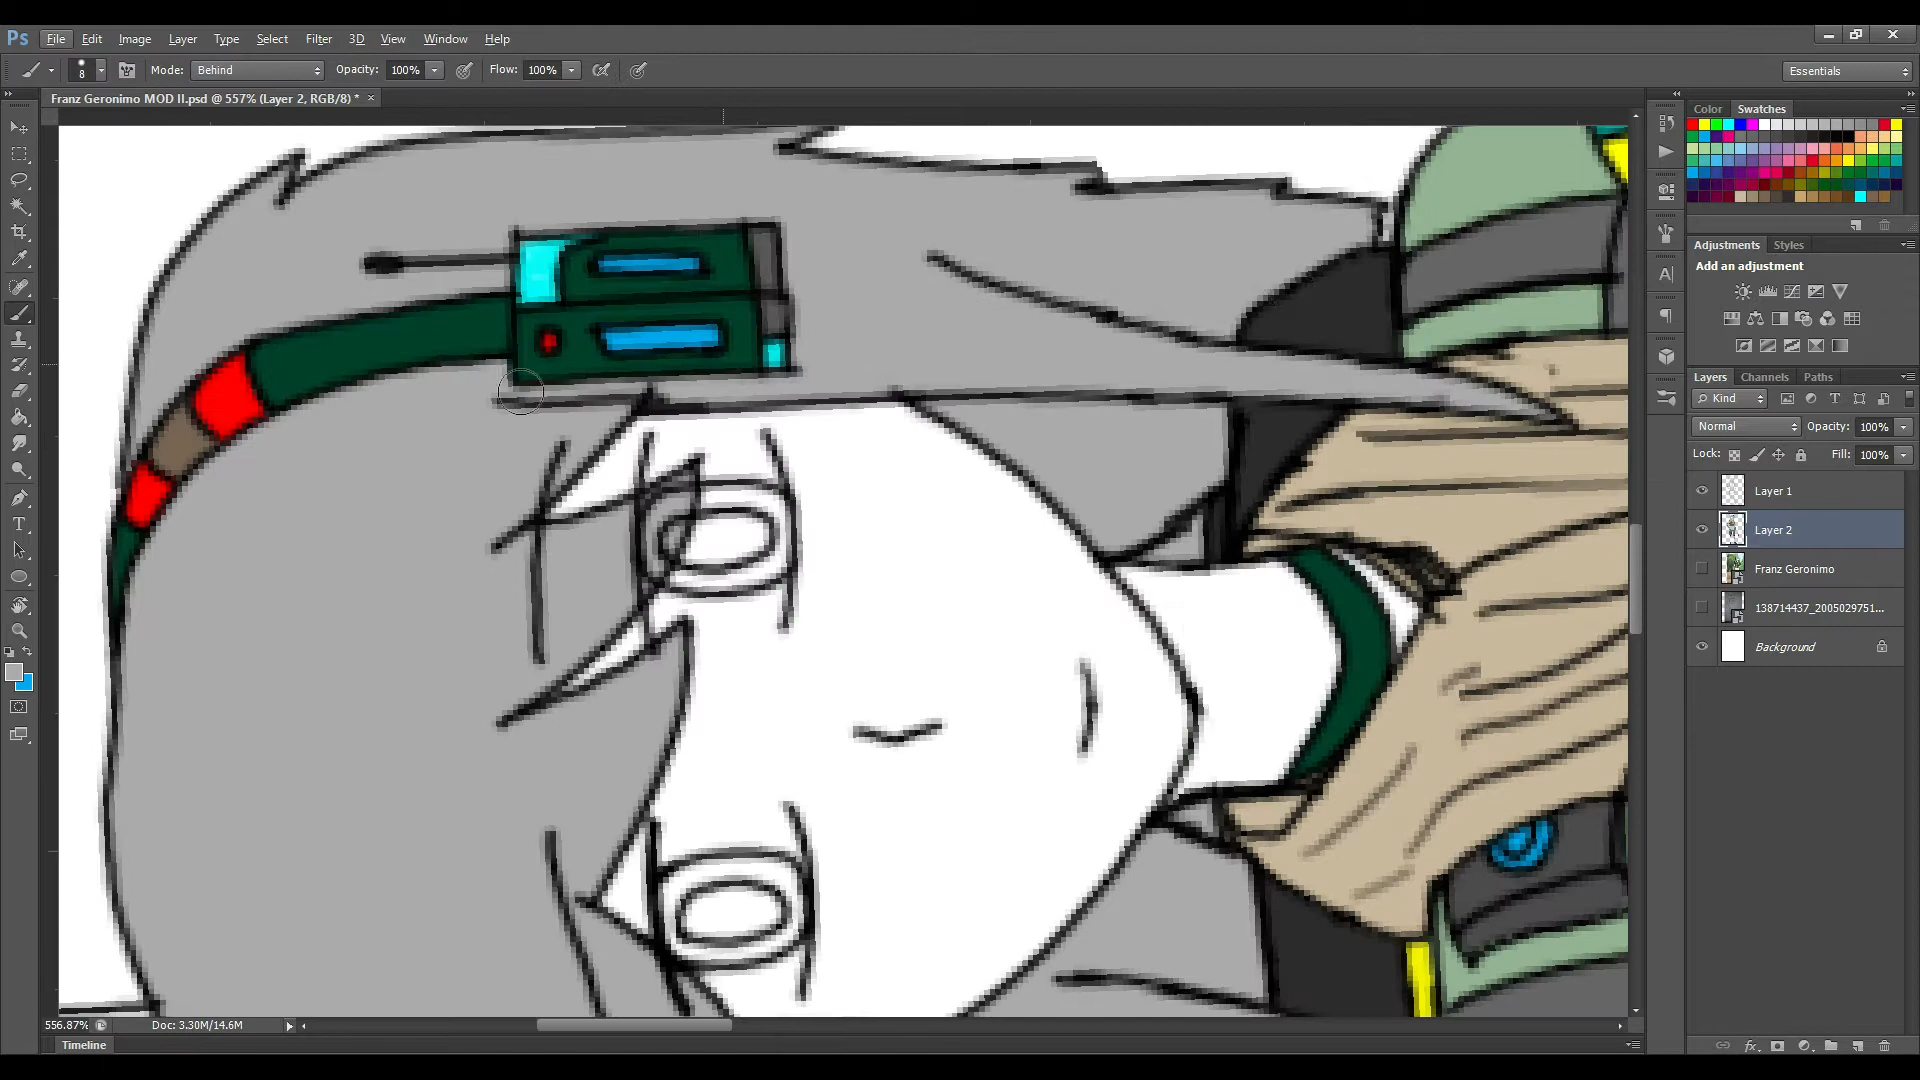 Ps File Edit Image Layer Type Select Filter 3D View Window Help
8 Mode: Behind Opacity: 100% Flow: 100% Essentials
Franz Geronimo MOD II.psd @ 557% (Layer 2, RGB/8) * ×
Color Swatches
Adjustments Styles
Add an adjustment
Layers Channels Paths
Kind
Normal Opacity: 100%
Lock: Fill: 100%
Layer 1
Layer 2
Franz Geronimo
138714437_2005029751...
Background
556.87% Doc: 3.30M/14.6M
Timeline